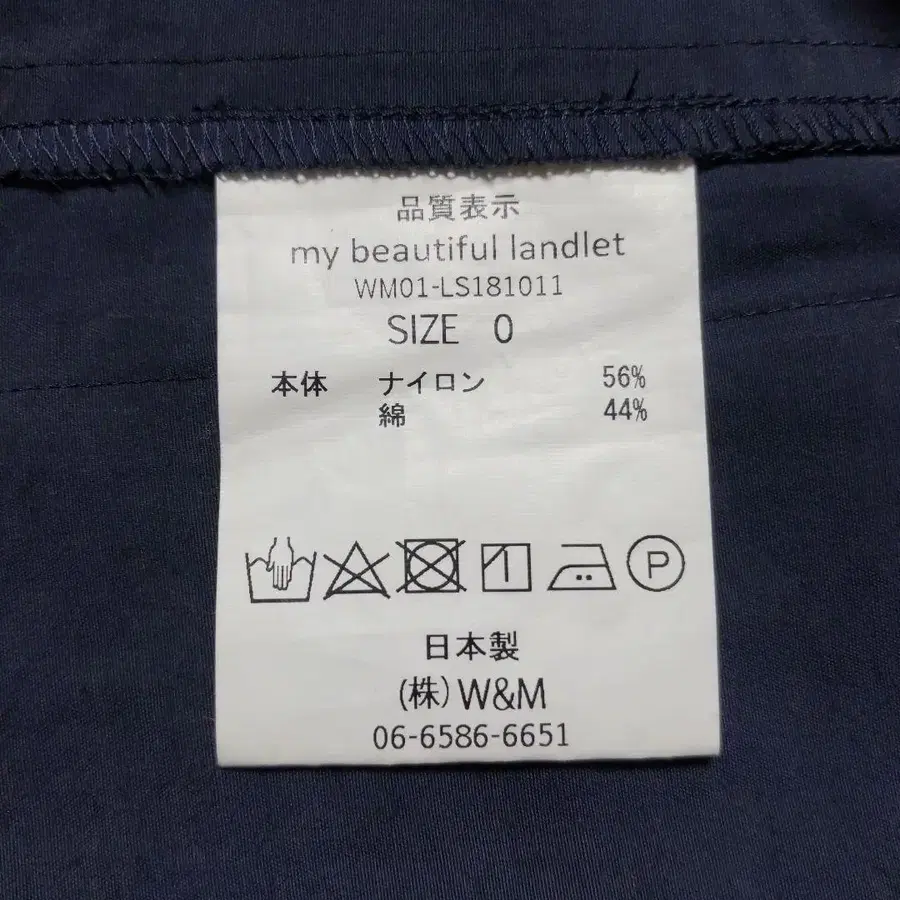 品質表示
my beautiful landlet
WM01-LS181011
SIZE 0
本体 ナイロン 56%
綿 44%
P
日本製
(株)W&M
06-6586-6651